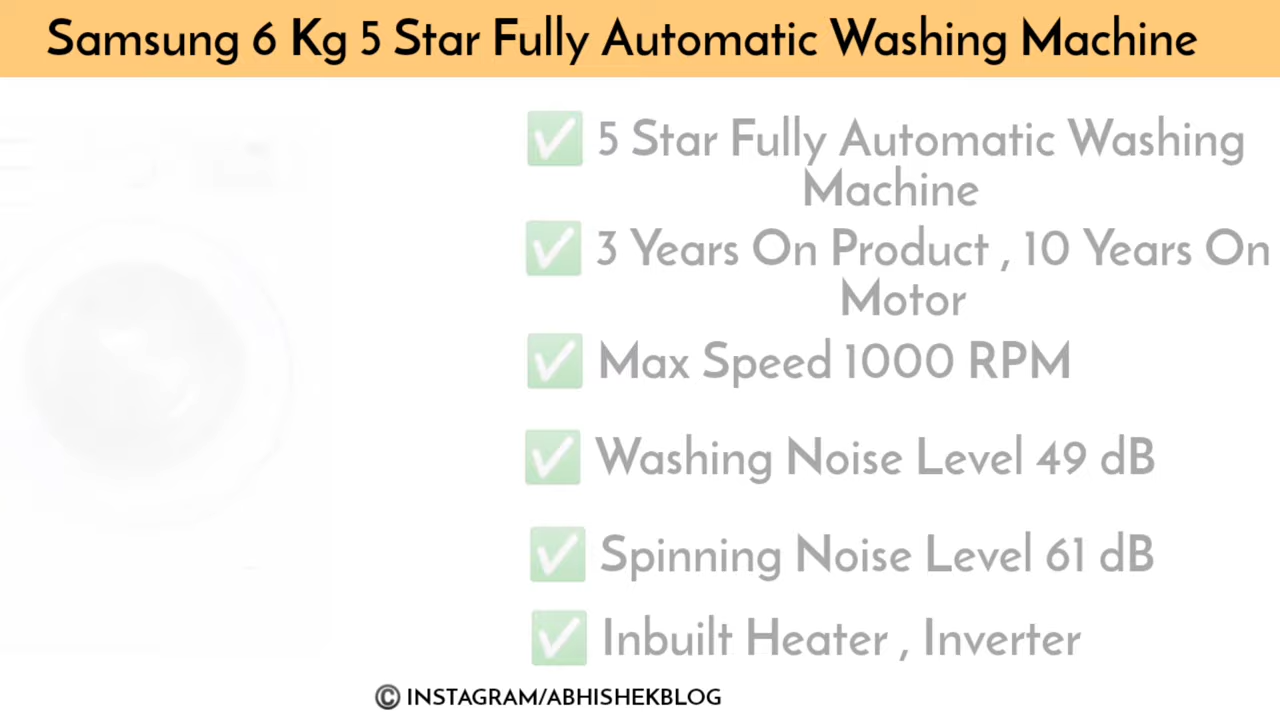 Samsung 6 Kg 5 Star Fully Automatic Washing Machine
✅ 5 Star Fully Automatic Washing
Machine
✅ 3 Years On Product , 10 Years On
Motor
✅ Max Speed 1000 RPM
✅ Washing Noise Level 49 dB
✅ Spinning Noise Level 61 dB
✅ Inbuilt Heater , Inverter
© INSTAGRAM/ABHISHEKBLOG